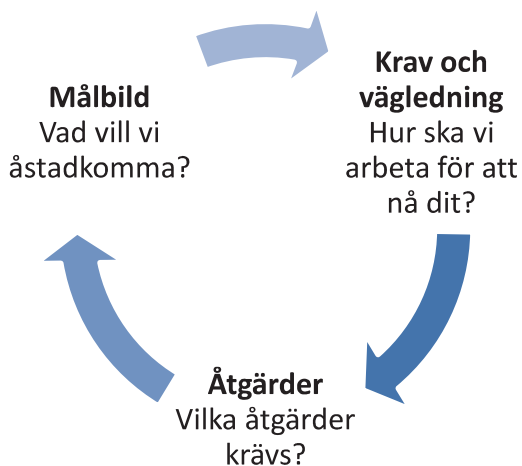 Målbild
Vad vill vi
åstadkomma?
Krav och
vägledning
Hur ska vi
arbeta för att
nå dit?
Åtgärder
Vilka åtgärder
krävs?